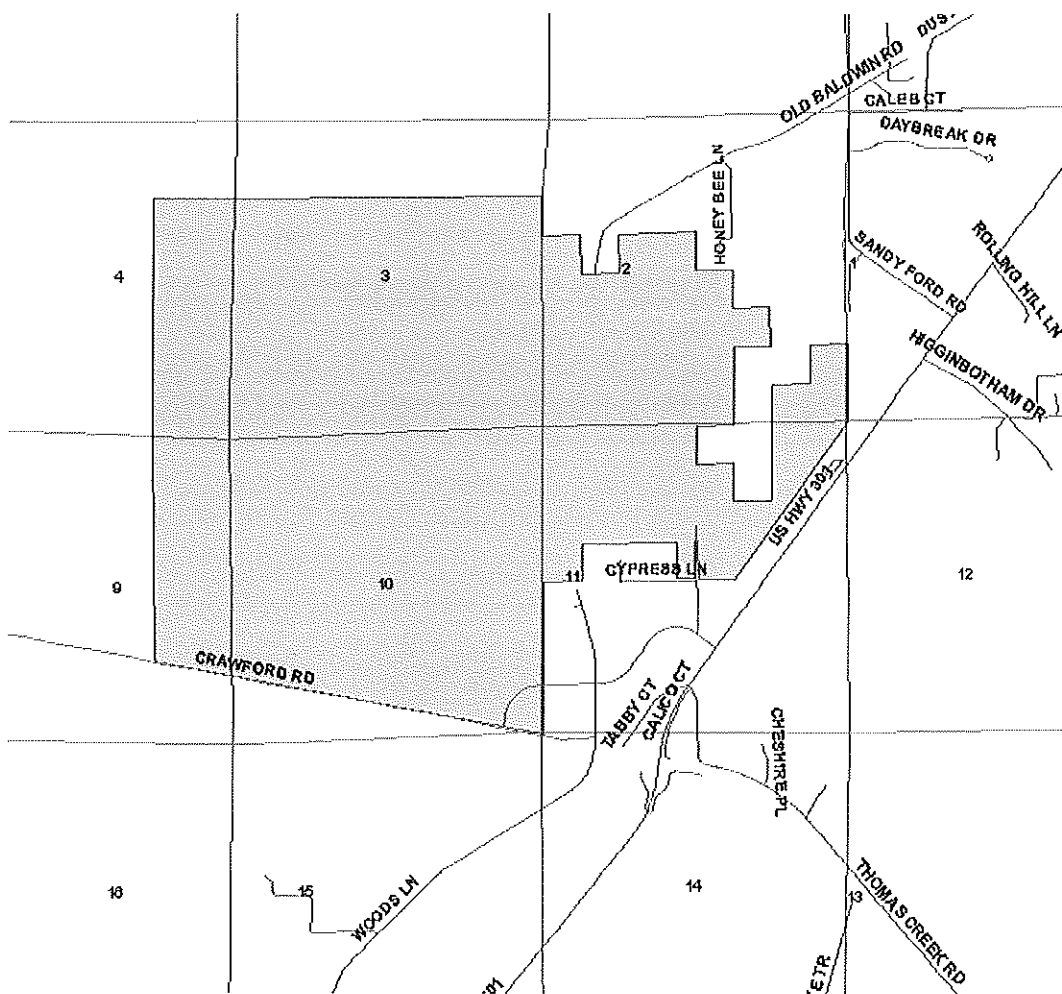 DUS
OLD BALDWIN RD
CALEB CT
DAYBREAK DR
HONEY BEE LN
4
3
2
1
SANDY FORD RD
ROLLING HILL LN
HIGGINBOTHAM DR
US HWY 301
9
10
11
CYPRESS LN
12
CRAWFORD RD
TABBY CT
CALICO CT
CHESHIRE PL
16
15
WOODS LN
14
13
THOMAS CREEK RD